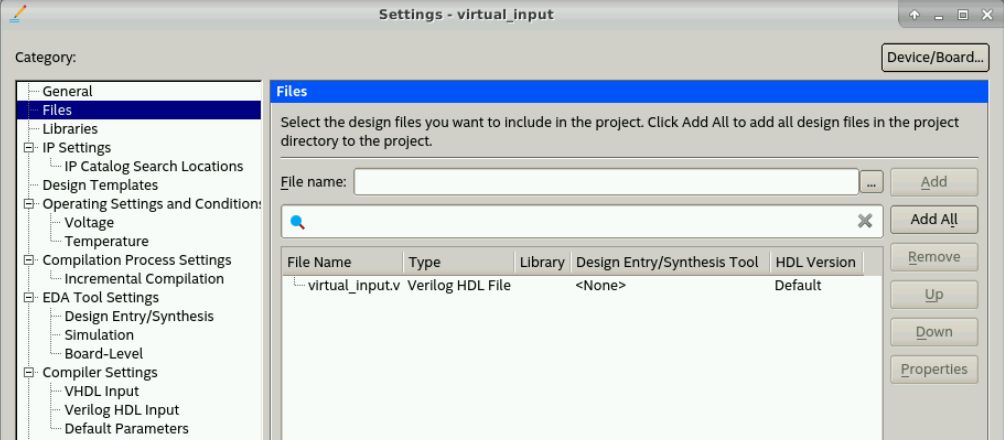 Settings - virtual_input
Category:
Device/Board...
General
Files
Libraries
IP Settings
IP Catalog Search Locations
Design Templates
Operating Settings and Conditions
Voltage
Temperature
Compilation Process Settings
Incremental Compilation
EDA Tool Settings
Design Entry/Synthesis
Simulation
Board-Level
Compiler Settings
VHDL Input
Verilog HDL Input
Default Parameters
Files
Select the design files you want to include in the project. Click Add All to add all design files in the project
directory to the project.
File name:
...
Add
Add All
Remove
Up
Down
Properties
File Name Type Library Design Entry/Synthesis Tool HDL Version
virtual_input.v Verilog HDL File <None> Default